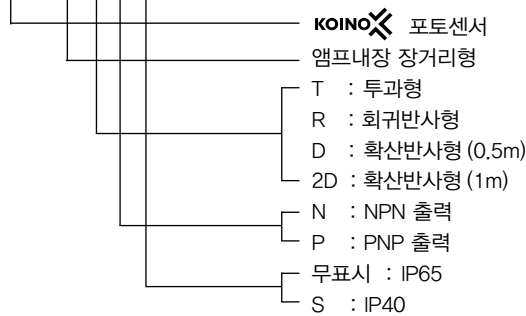 KOINO 포토센서
앰프내장 장거리형
T : 투과형
R : 회귀반사형
D : 확산반사형 (0.5m)
2D : 확산반사형 (1m)
N : NPN 출력
P : PNP 출력
무표시 : IP65
S : IP40